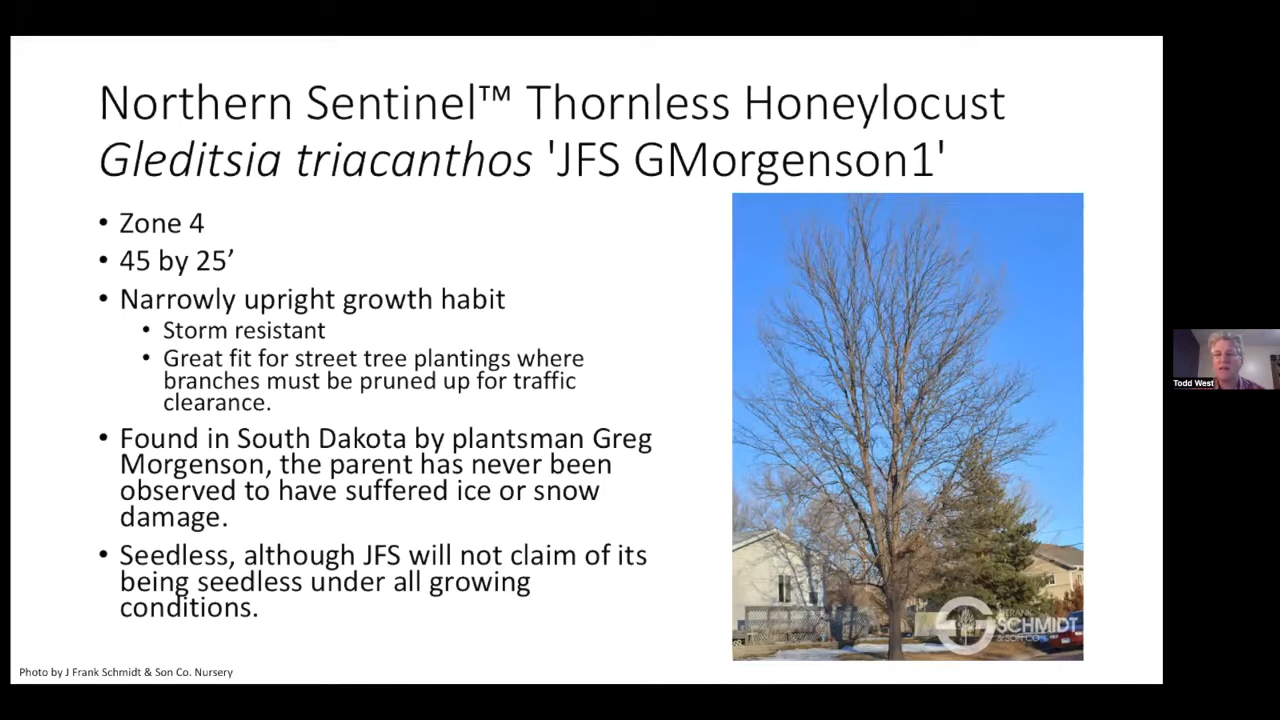 Northern Sentinel™ Thornless Honeylocust
Gleditsia triacanthos 'JFS GMorgenson1'
• Zone 4
• 45 by 25’
• Narrowly upright growth habit
• Storm resistant
• Great fit for street tree plantings where
branches must be pruned up for traffic
clearance.
• Found in South Dakota by plantsman Greg
Morgenson, the parent has never been
observed to have suffered ice or snow
damage.
• Seedless, although JFS will not claim of its
being seedless under all growing
conditions.
J FRANK
SCHMIDT
& SON CO.
Photo by J Frank Schmidt & Son Co. Nursery
Todd West